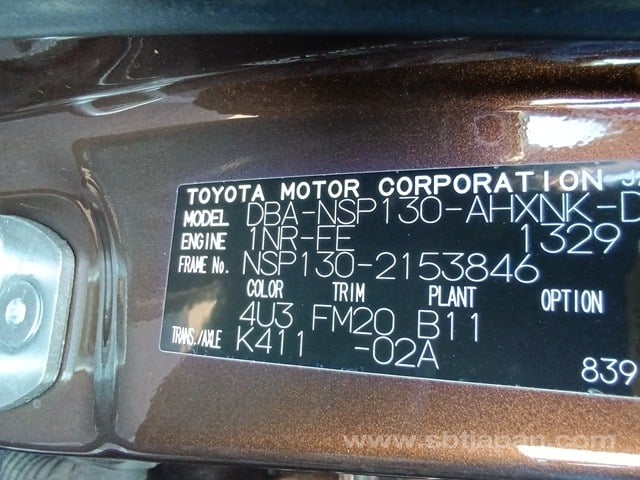 TOYOTA MOTOR CORPORATION
MODEL DBA-NSP130-AHXNK-D
ENGINE 1NR-FE 1329
FRAME No. NSP130-2153846
COLOR TRIM PLANT OPTION
4U3 FM20 B11
TRANS./AXLE K411 -02A
839
www.sbtjapan.com